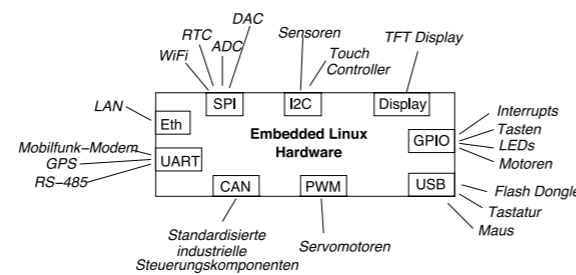 DAC
RTC
ADC
WiFi
Sensoren
Touch
Controller
TFT Display
LAN
Eth
SPI
I2C
Display
Embedded Linux
Hardware
GPIO
Interrupts
Tasten
LEDs
Motoren
Mobilfunk-Modem
GPS
RS-485
UART
CAN
PWM
USB
Flash Dongle
Tastatur
Maus
Standardisierte
industrielle
Steuerungskomponenten
Servomotoren